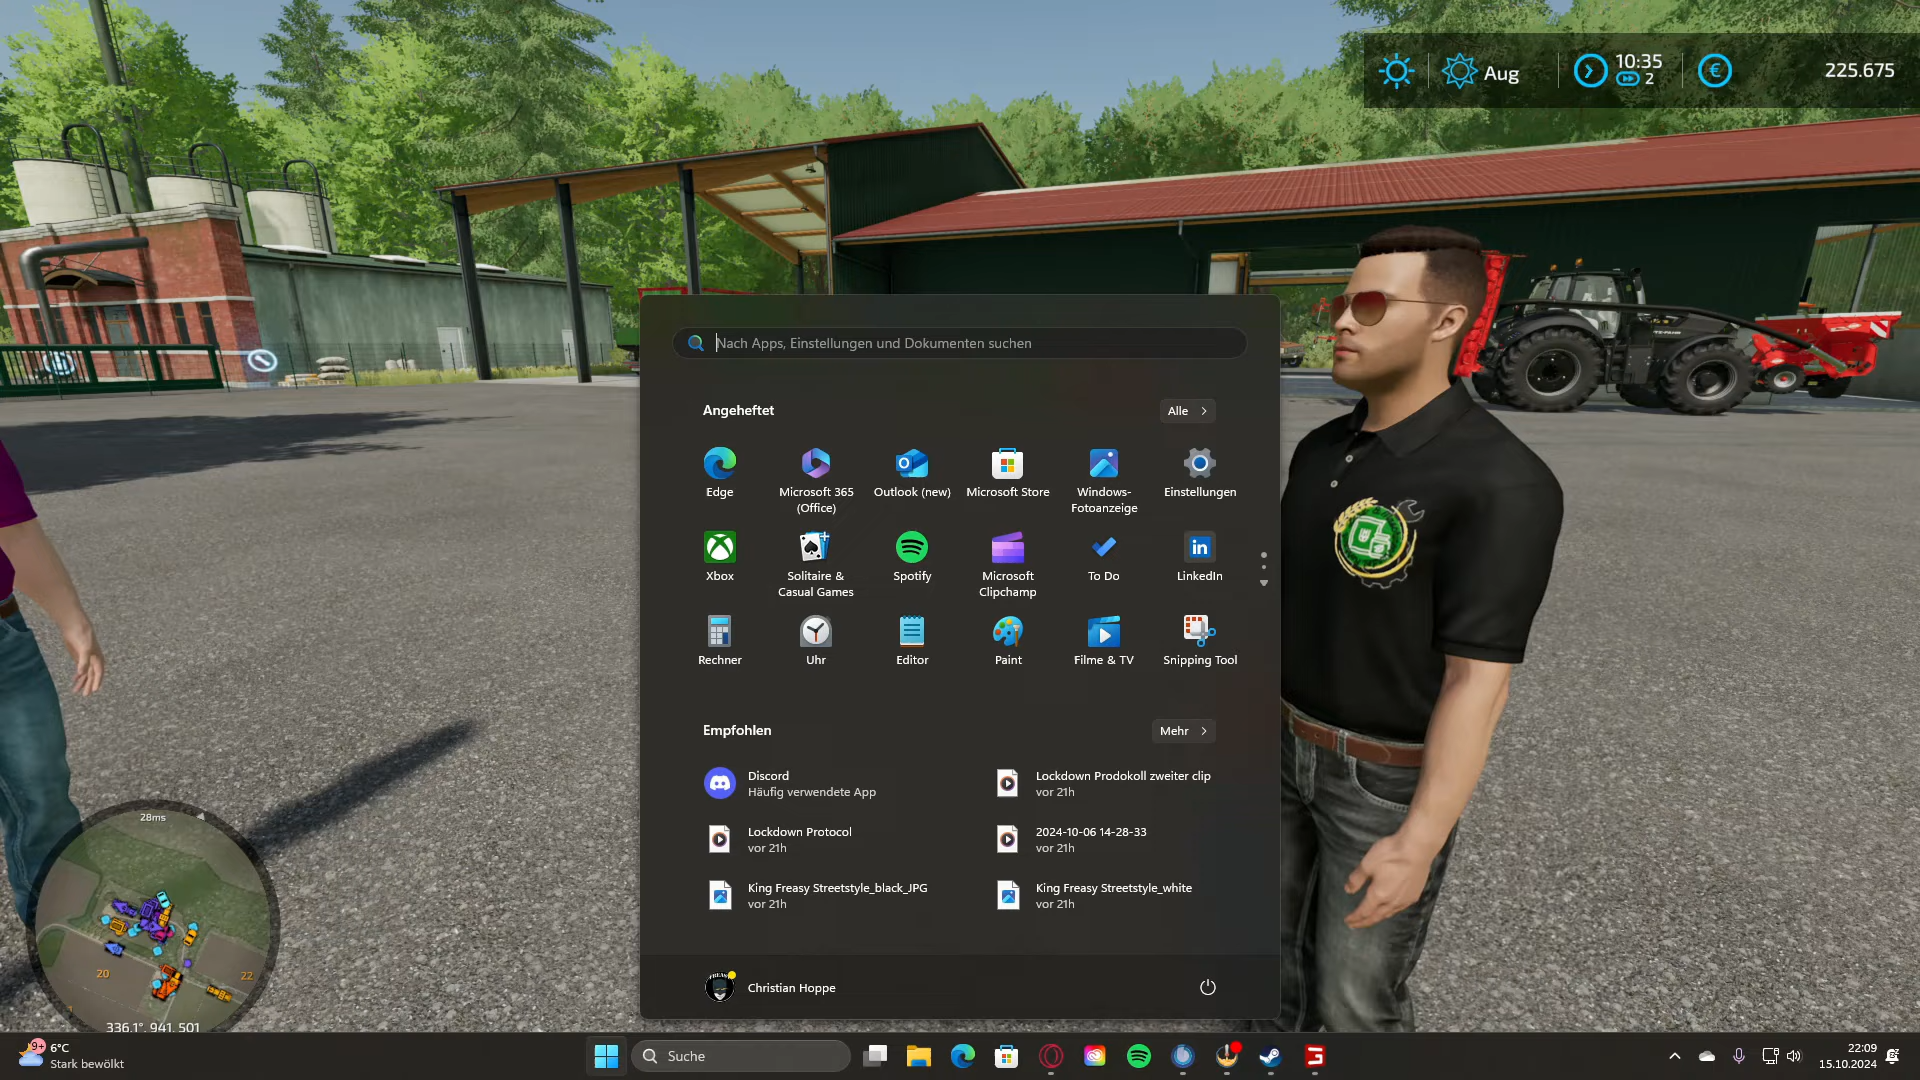 Aug
10:35
2
225.675
Nach Apps, Einstellungen und Dokumenten suchen
Angeheftet
Alle
Edge
Microsoft 365 (Office)
Outlook (new)
Microsoft Store
Windows-Fotoanzeige
Einstellungen
Xbox
Solitaire & Casual Games
Spotify
Microsoft Clipchamp
To Do
LinkedIn
Rechner
Uhr
Editor
Paint
Filme & TV
Snipping Tool
Empfohlen
Mehr
Discord
Häufig verwendete App
Lockdown Prodokoll zweiter clip
vor 21h
Lockdown Protocol
vor 21h
2024-10-06 14-28-33
vor 21h
King Freasy Streetstyle_black_JPG
vor 21h
King Freasy Streetstyle_white
vor 21h
Christian Hoppe
28ms
20
22
336.1°, 941, 501
9+
6°C
Stark bewölkt
Suche
22:09
15.10.2024